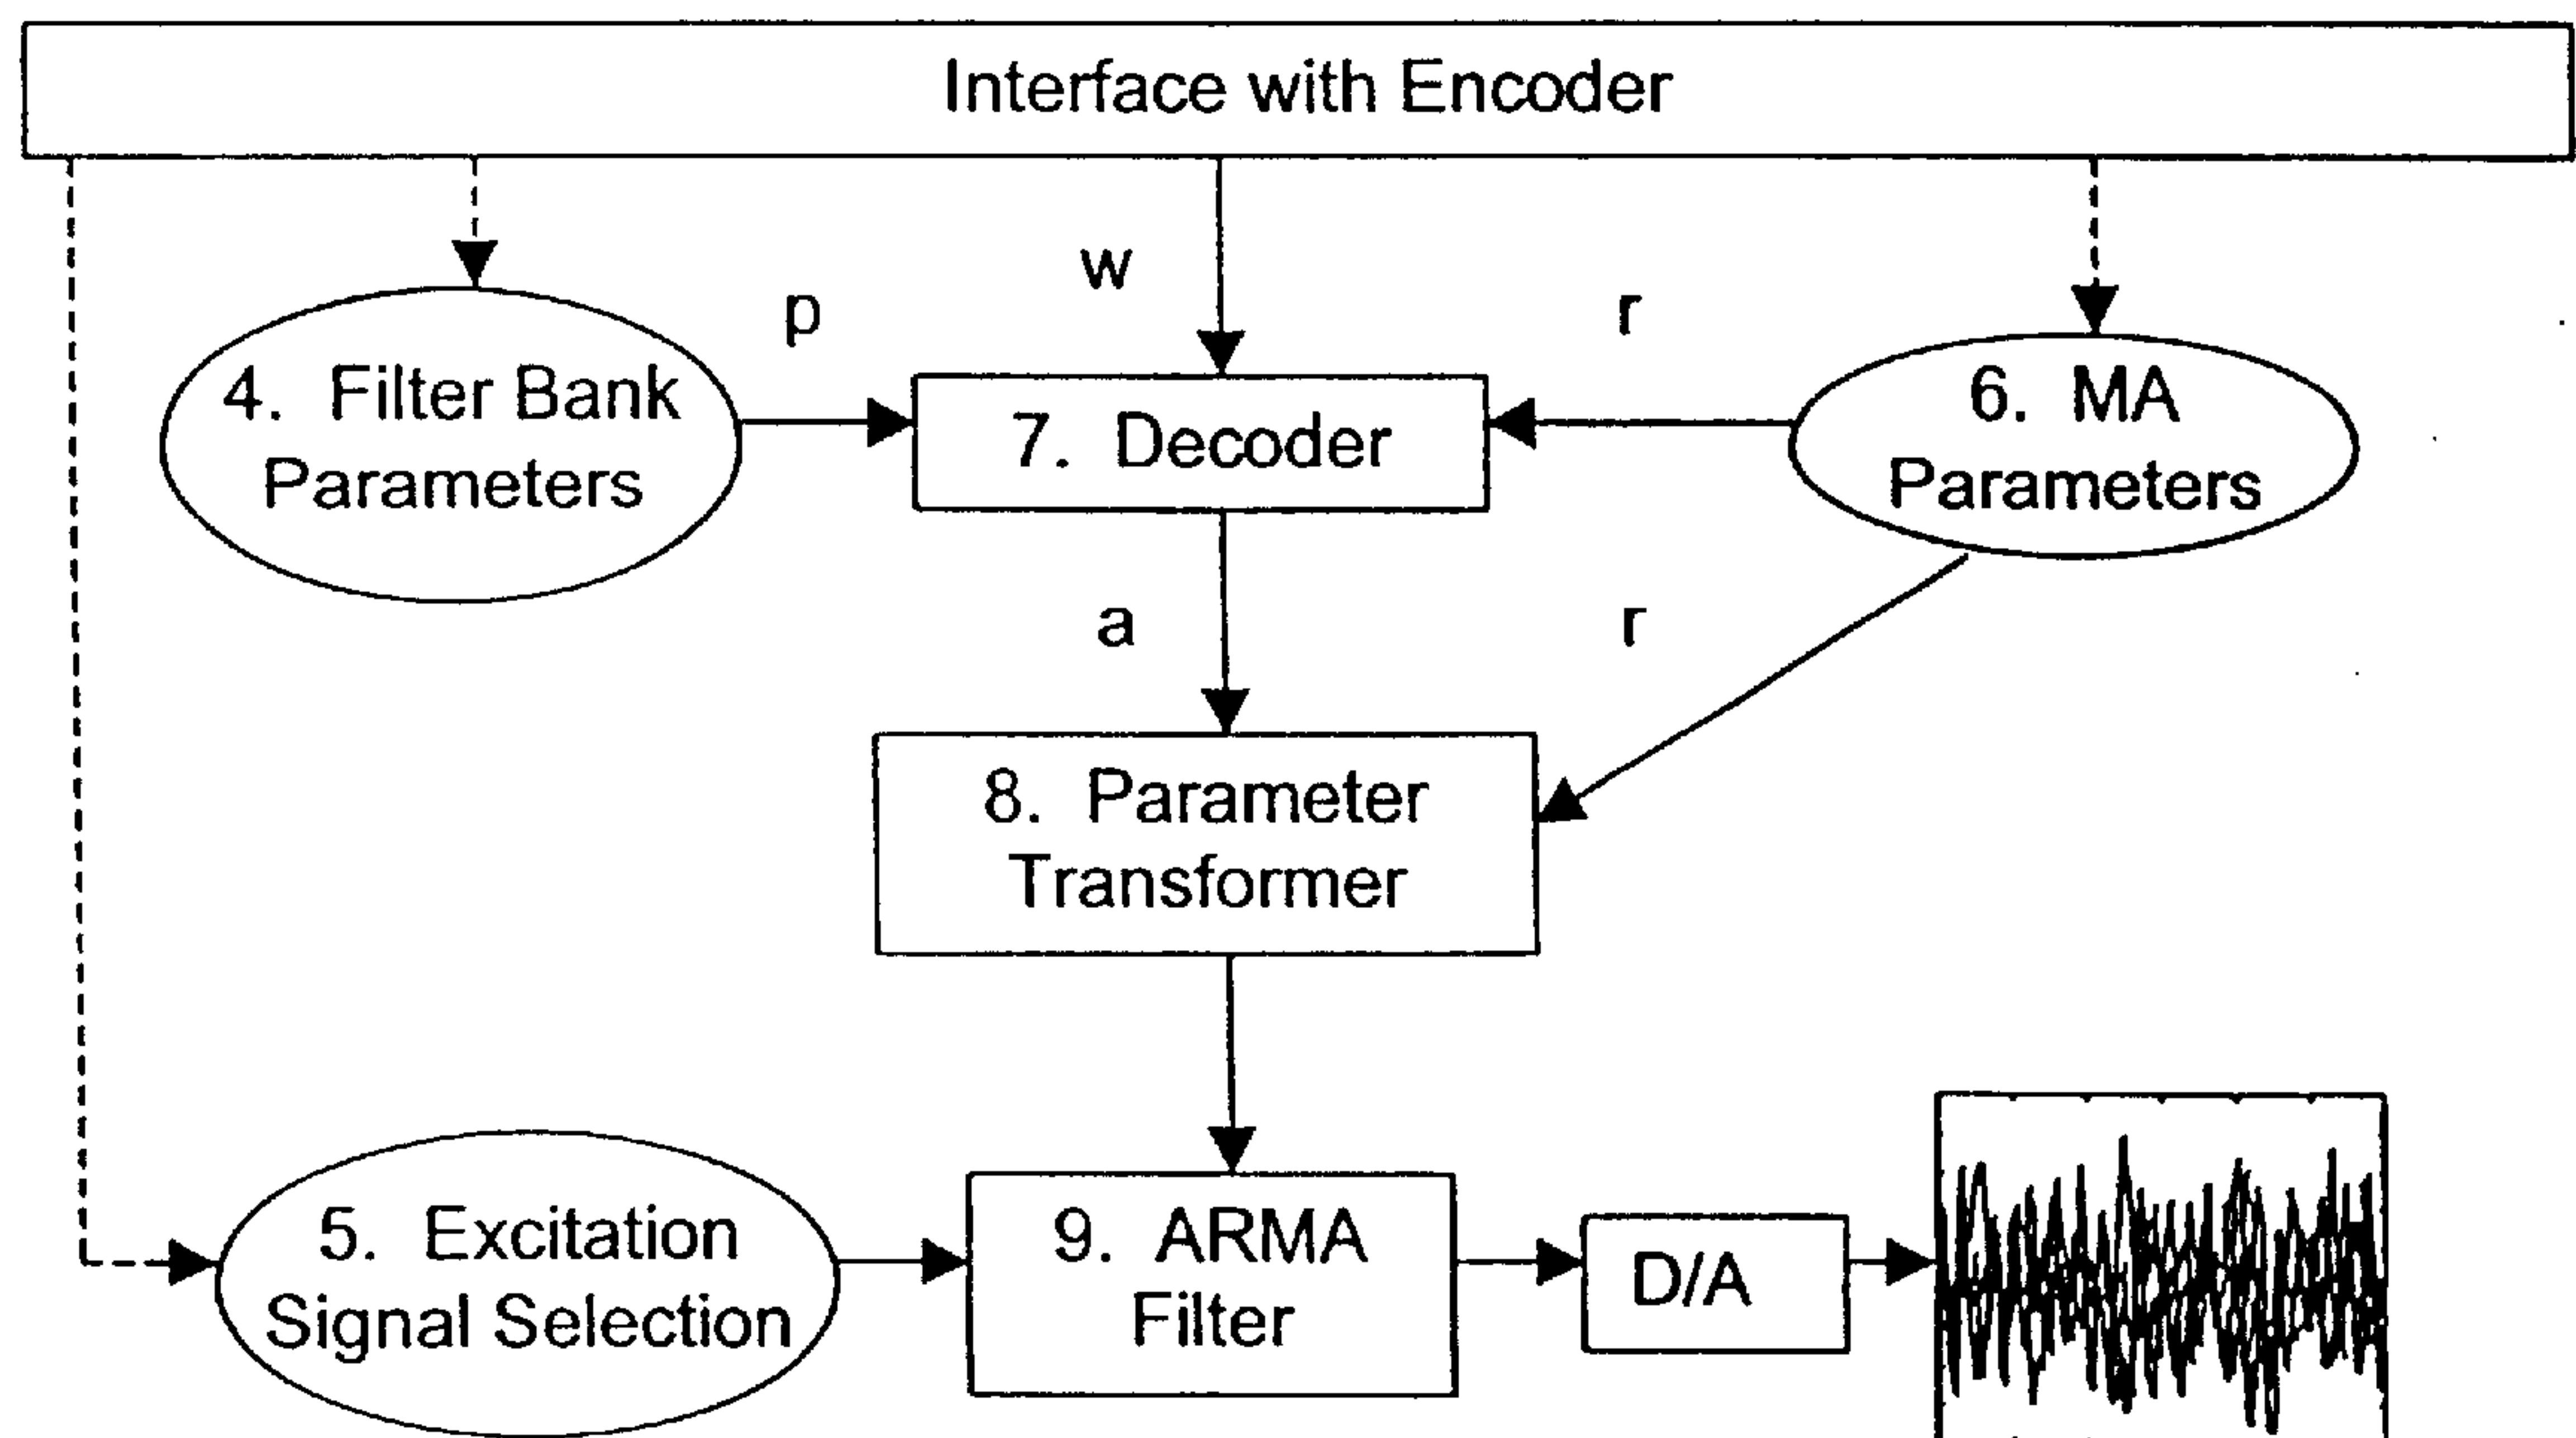 Interface with Encoder
w
p
r
4. Filter Bank
Parameters
7. Decoder
6. MA
Parameters
a
r
8. Parameter
Transformer
5. Excitation
Signal Selection
9. ARMA
Filter
D/A